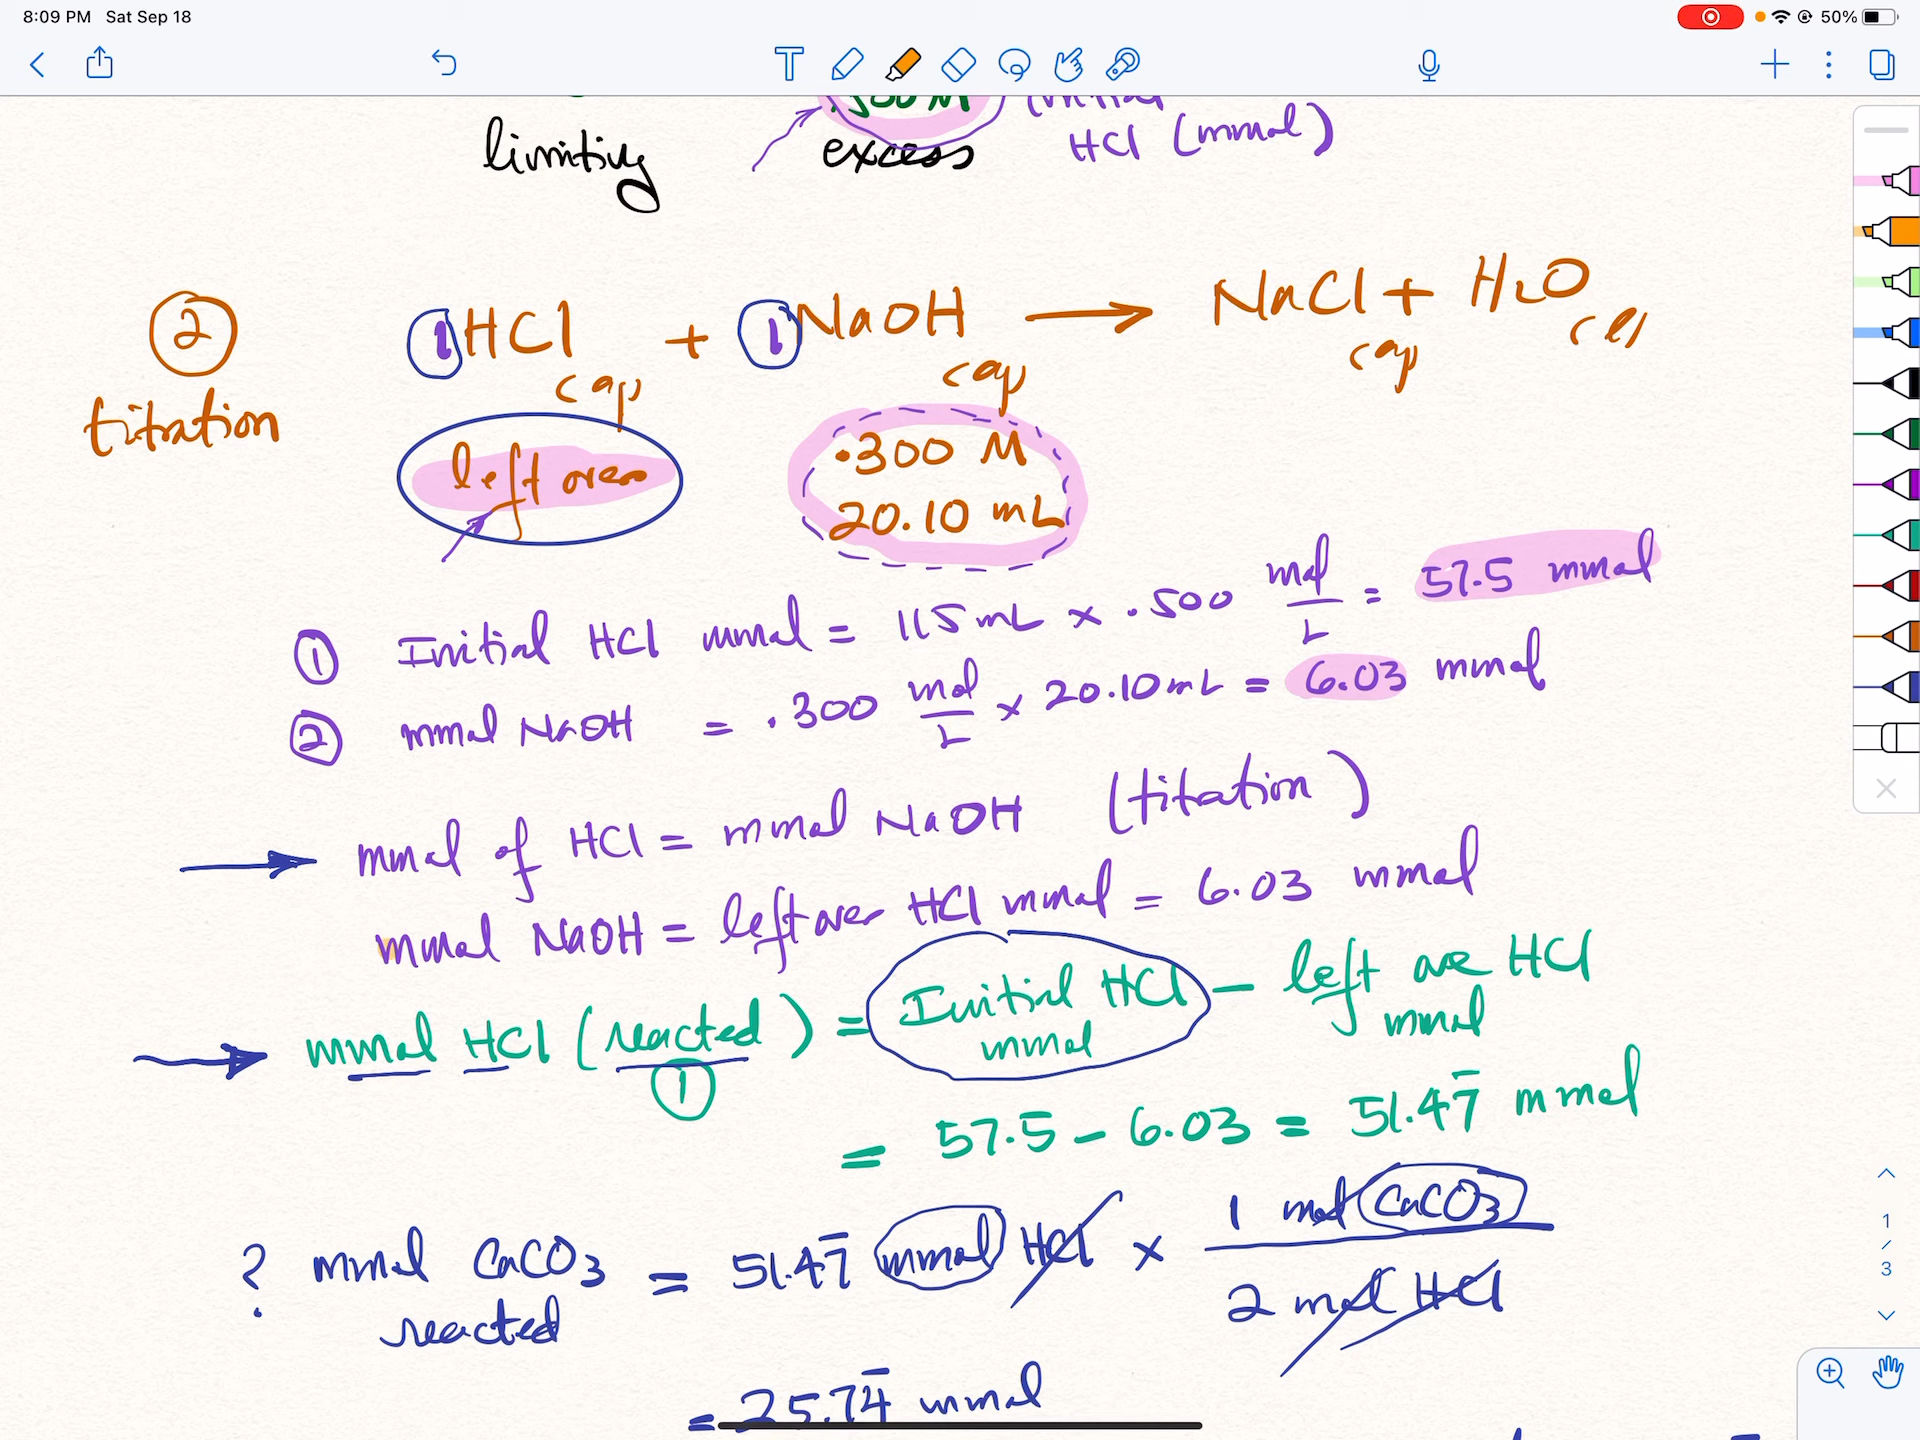 8:09 PM Sat Sep 18
50%
HCl (mmol)
limiting excess
② 1 HCl + 1 NaOH → NaCl + H2O
titration
left over .300 M
20.10 mL
① Initial HCl mmol = 115 mL x .500 mol/L = 57.5 mmol
② mmol NaOH = .300 mol/L x 20.10 mL = 6.03 mmol
→ mmol of HCl = mmol NaOH (titration)
mmol NaOH = left over HCl mmol = 6.03 mmol
→ mmol HCl (reacted) = Initial HCl mmol - left over HCl mmol
①
= 57.5 - 6.03 = 51.47 mmol
? mmol CaCO3 reacted = 51.47 mmol HCl x 1 mol CaCO3 / 2 mol HCl
= 25.74 mmol
1/3